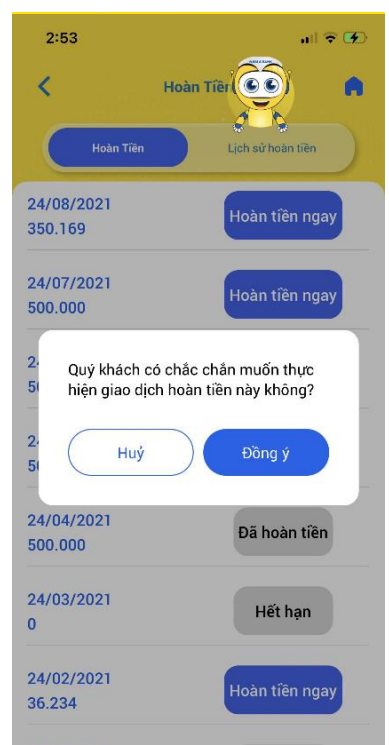 2:53
Hoàn Tiền
Hoàn Tiền
Lịch sử hoàn tiền
24/08/2021
350.169
Hoàn tiền ngay
24/07/2021
500.000
Hoàn tiền ngay
Quý khách có chắc chắn muốn thực
hiện giao dịch hoàn tiền này không?
Huỷ
Đồng ý
24/04/2021
500.000
Đã hoàn tiền
24/03/2021
0
Hết hạn
24/02/2021
36.234
Hoàn tiền ngay